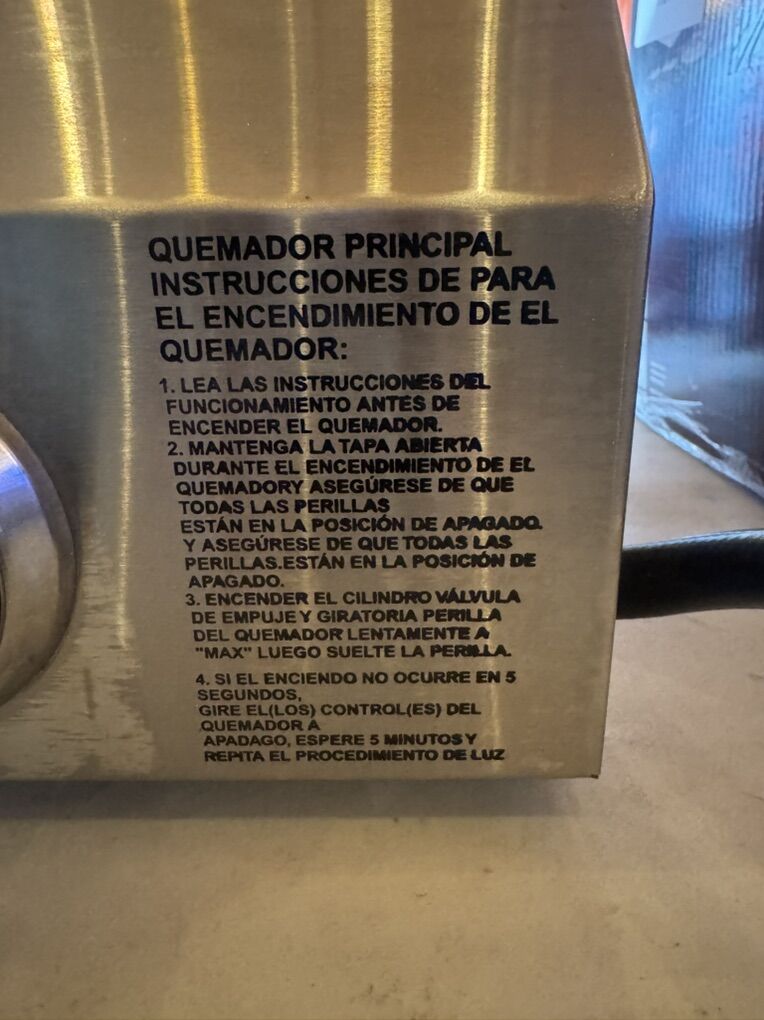 QUEMADOR PRINCIPAL
INSTRUCCIONES DE PARA
EL ENCENDIMIENTO DE EL
QUEMADOR:
1. LEA LAS INSTRUCCIONES DEL
FUNCIONAMIENTO ANTES DE
ENCENDER EL QUEMADOR.
2. MANTENGA LA TAPA ABIERTA
DURANTE EL ENCENDIMIENTO DE EL
QUEMADORY ASEGÚRESE DE QUE
TODAS LAS PERILLAS
ESTÁN EN LA POSICIÓN DE APAGADO.
Y ASEGÚRESE DE QUE TODAS LAS
PERILLAS.ESTÁN EN LA POSICIÓN DE
APAGADO.
3. ENCENDER EL CILINDRO VÁLVULA
DE EMPUJE Y GIRATORIA PERILLA
DEL QUEMADOR LENTAMENTE A
"MAX" LUEGO SUELTE LA PERILLA.
4. SI EL ENCIENDO NO OCURRE EN 5
SEGUNDOS,
GIRE EL(LOS) CONTROL(ES) DEL
QUEMADOR A
APADAGO, ESPERE 5 MINUTOS Y
REPITA EL PROCEDIMIENTO DE LUZ